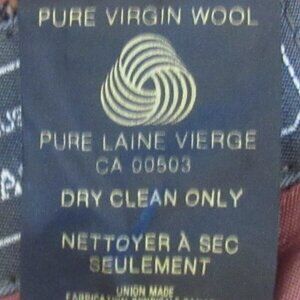 PURE VIRGIN WOOL
PURE LAINE VIERGE
CA 00503
DRY CLEAN ONLY
NETTOYER À SEC
SEULEMENT
UNION MADE